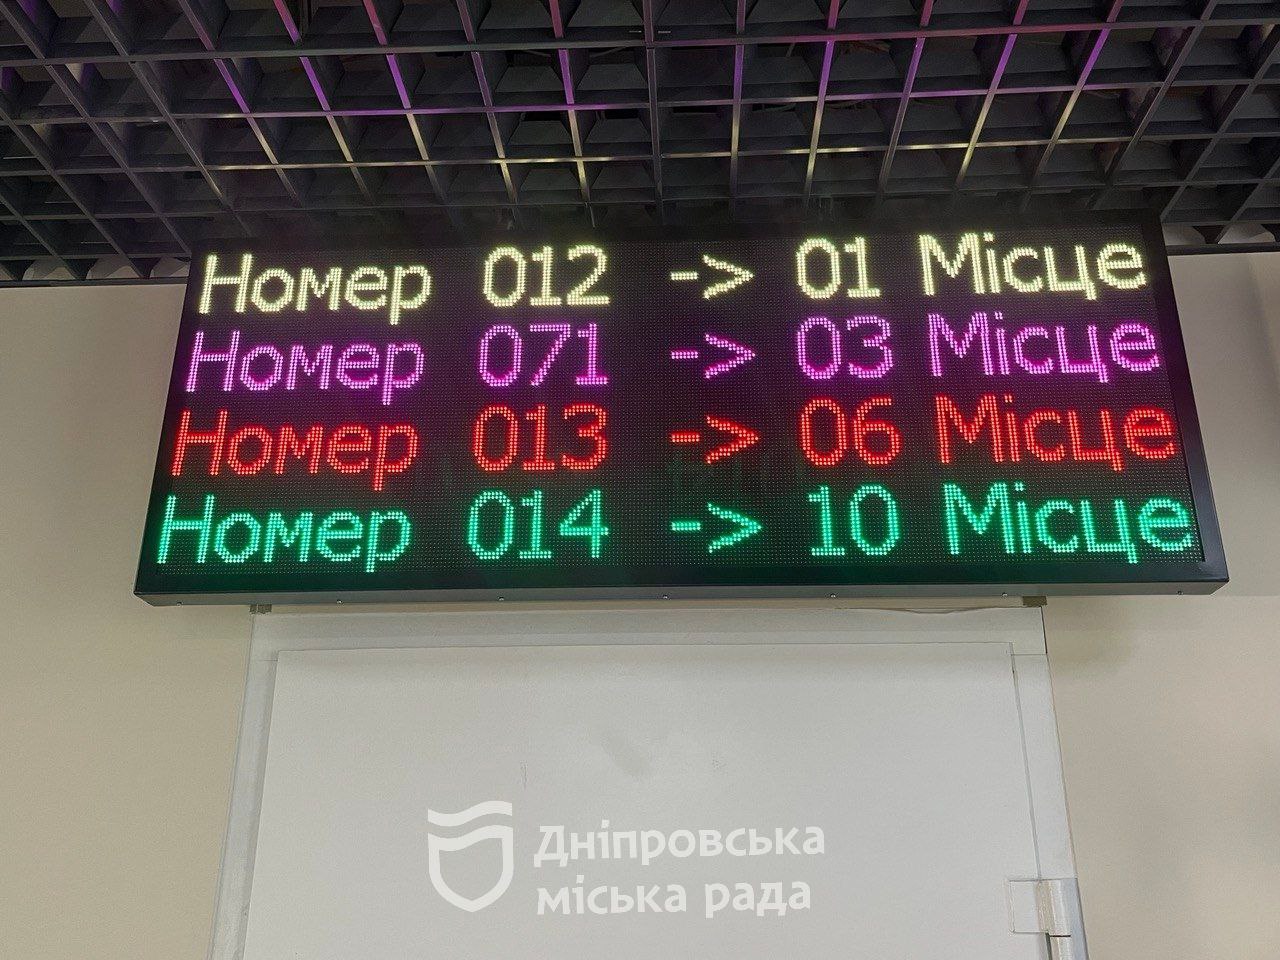 Номер 012 -> 01 Місце
Номер 071 -> 03 Місце
Номер 013 -> 06 Місце
Номер 014 -> 10 Місце
Дніпровська
міська рада